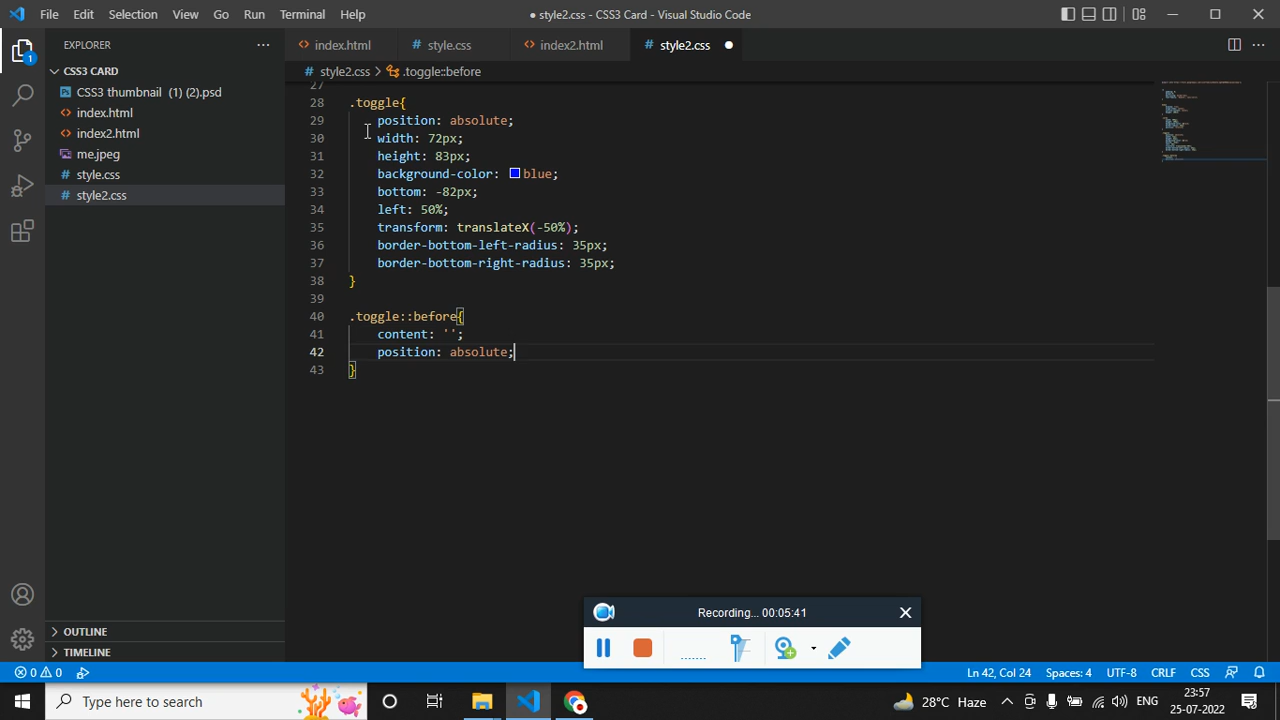 File Edit Selection View Go Run Terminal Help
● style2.css - CSS3 Card - Visual Studio Code
EXPLORER
index.html
style.css
index2.html
style2.css
CSS3 CARD
style2.css > .toggle::before
CSS3 thumbnail (1) (2).psd
index.html
index2.html
me.jpeg
style.css
style2.css
27
28 .toggle{
29 position: absolute;
30 width: 72px;
31 height: 83px;
32 background-color: blue;
33 bottom: -82px;
34 left: 50%;
35 transform: translateX(-50%);
36 border-bottom-left-radius: 35px;
37 border-bottom-right-radius: 35px;
38 }
39
40 .toggle::before{
41 content: '';
42 position: absolute;
43 }
1
Recording... 00:05:41
OUTLINE
TIMELINE
0 0
Ln 42, Col 24 Spaces: 4 UTF-8 CRLF CSS
Type here to search
28°C Haze
ENG
23:57
25-07-2022